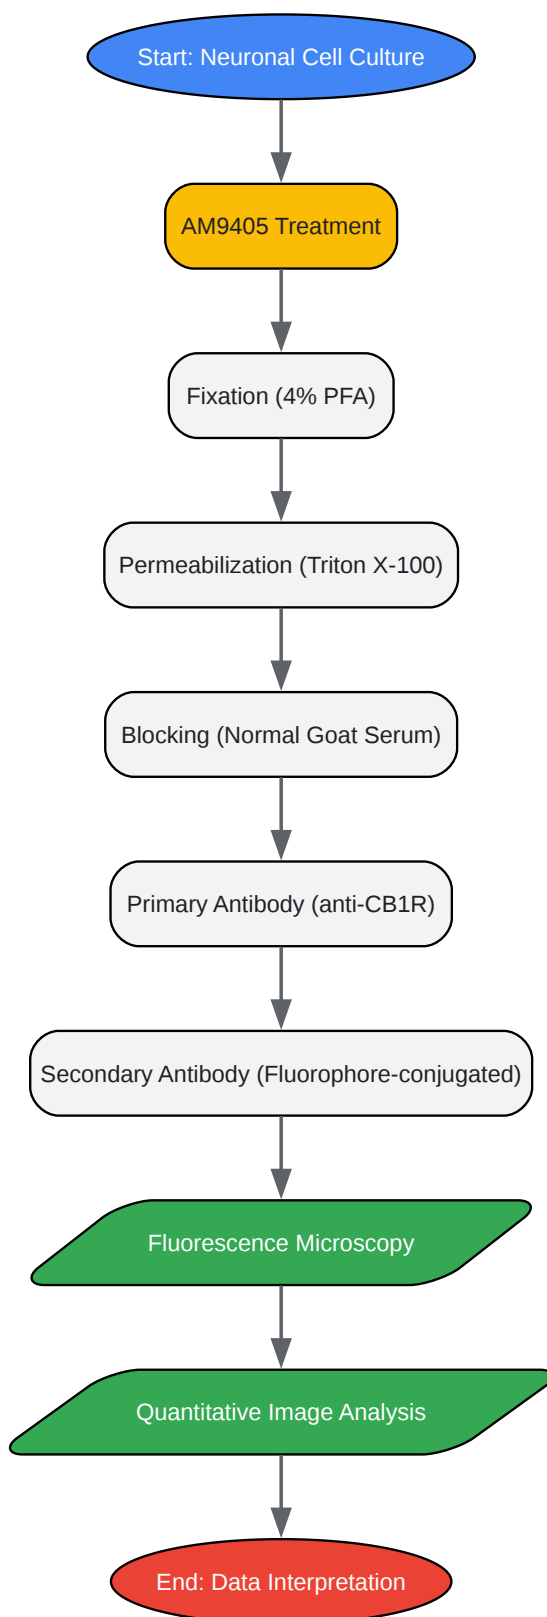 Start: Neuronal Cell Culture
AM9405 Treatment
Fixation (4% PFA)
Permeabilization (Triton X-100)
Blocking (Normal Goat Serum)
Primary Antibody (anti-CB1R)
Secondary Antibody (Fluorophore-conjugated)
Fluorescence Microscopy
Quantitative Image Analysis
End: Data Interpretation